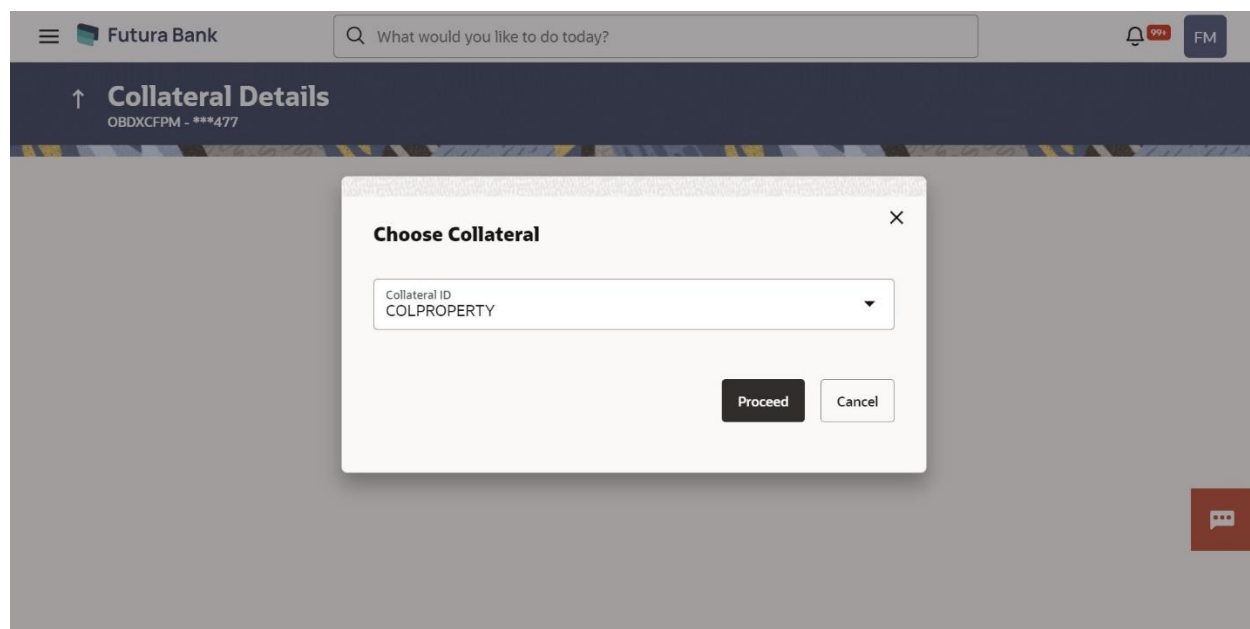 Futura Bank
What would you like to do today?
99+
FM
Collateral Details
OBDXCFPM - ***477
Choose Collateral
Collateral ID
COLPROPERTY
Proceed
Cancel